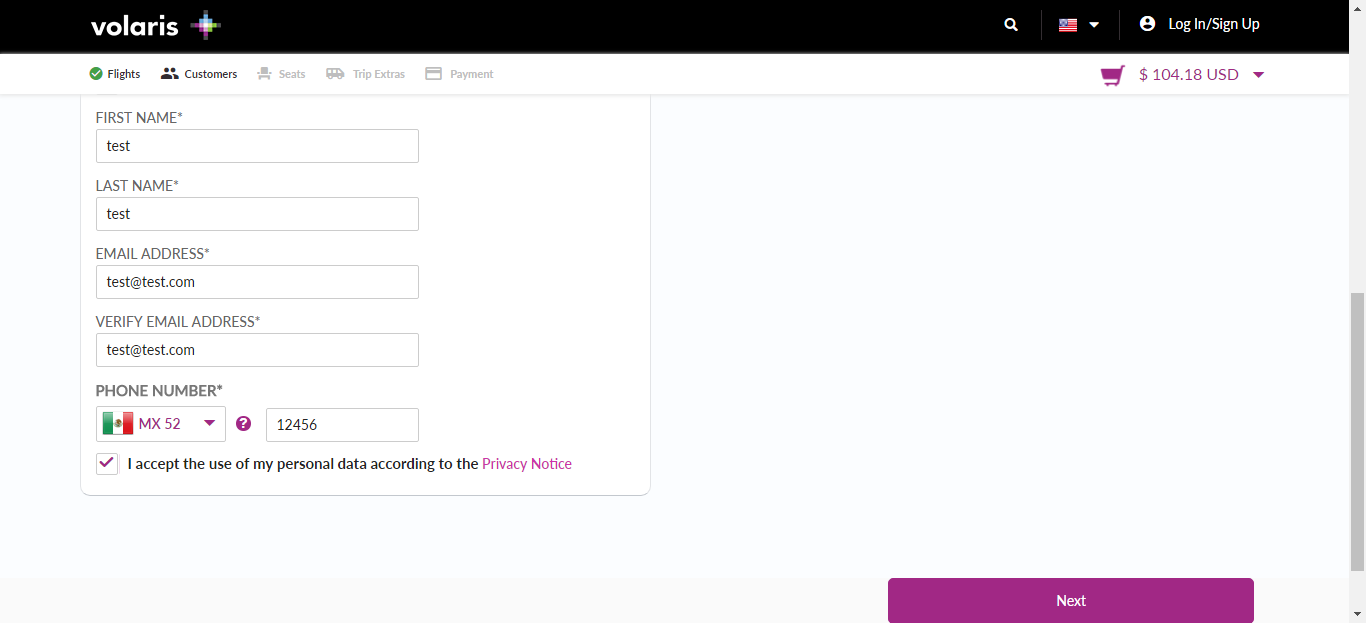 volaris
Log In/Sign Up
Flights Customers Seats Trip Extras Payment
$ 104.18 USD
FIRST NAME*
test
LAST NAME*
test
EMAIL ADDRESS*
test@test.com
VERIFY EMAIL ADDRESS*
test@test.com
PHONE NUMBER*
MX 52 ? 12456
I accept the use of my personal data according to the Privacy Notice
Next